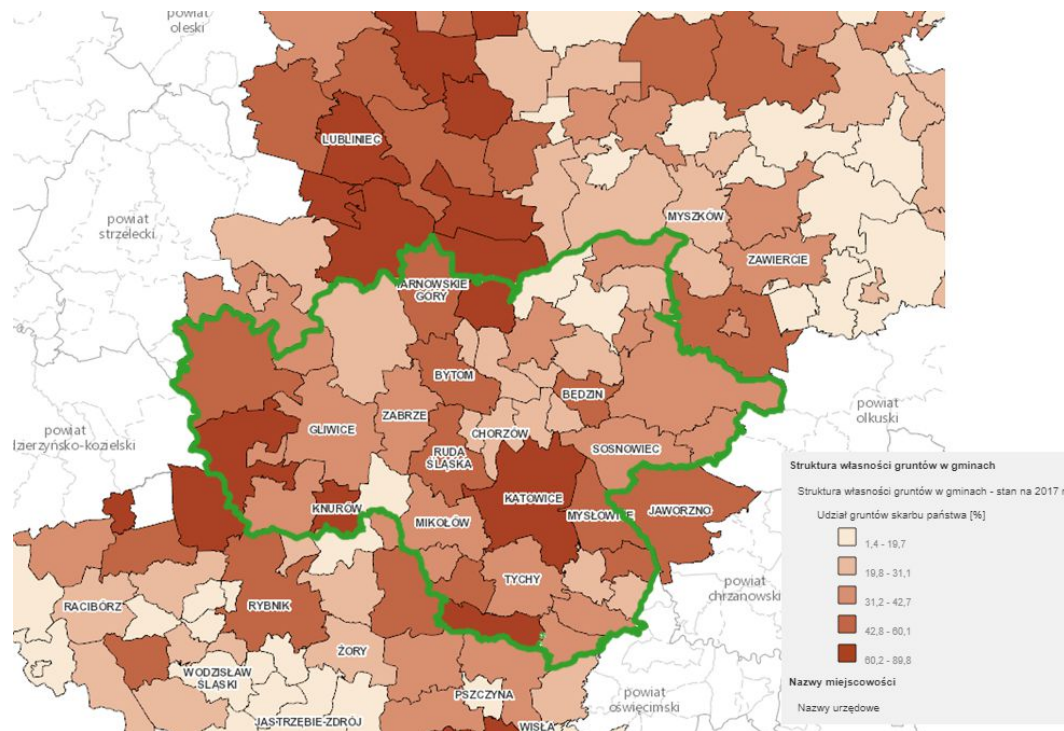 powiat
oleski
LUBLINIEC
powiat
strzelecki
MYSZKÓW
ZAWIERCIE
TARNOWSKIE
GÓRY
BYTOM
BĘDZIN
powiat
olkuski
powiat
dzierżyńsko-kozielski
ZABRZE
GLIWICE
CHORZÓW
SOSNOWIEC
RUDA
ŚLĄSKA
KATOWICE
KNURÓW
MIKOŁÓW
MYSŁOWICE
JAWORZNO
TYCHY
powiat
chrzanowski
RACIBÓRZ
RYBNIK
ŻORY
WODZISŁAW
ŚLĄSKI
PSZCZYNA
powiat
oświęcimski
JASTRZĘBIE-ZDRÓJ
WISŁA
Struktura własności gruntów w gminach
Struktura własności gruntów w gminach - stan na 2017 r
Udział gruntów skarbu państwa [%]
1,4 - 19,7
19,8 - 31,1
31,2 - 42,7
42,8 - 60,1
60,2 - 89,8
Nazwy miejscowości
Nazwy urzędowe